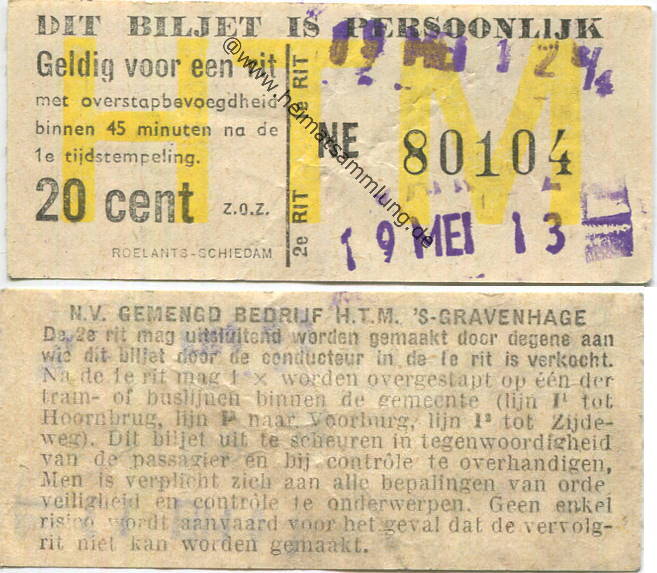 DIT BILJET IS PERSOONLIJK
Geldig voor een rit
met overstapbevoegdheid
binnen 45 minuten na de
1e tijdstempeling.
20 cent z.o.z.
ROELANTS-SCHIEDAM
1e RIT
2e RIT
HTM
MEI 12
NE 80104
19 MEI 13
@www.heimatsammlung.de
N.V. GEMENGD BEDRIJF H.T.M. 'S-GRAVENHAGE
De 2e rit mag uitsluitend worden gemaakt door degene aan
wie dit biljet door de conducteur in de 1e rit is verkocht.
Na de 1e rit mag 1 × worden overgestapt op één der
tram- of buslijnen binnen de gemeente (lijn I¹ tot
Hoornbrug, lijn I² naar Voorburg, lijn I³ tot Zijde-
weg). Dit biljet uit te scheuren in tegenwoordigheid
van de passagier en bij contrôle te overhandigen,
Men is verplicht zich aan alle bepalingen van orde
veiligheid en contrôle te onderwerpen. Geen enkel
risico wordt aanvaard voor het geval dat de vervolg-
rit niet kan worden gemaakt.